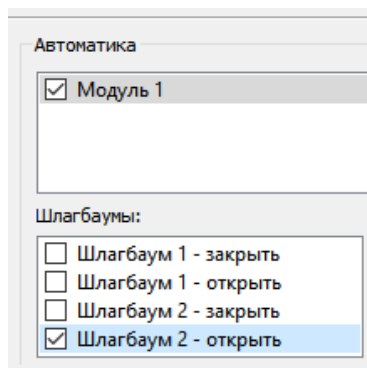 Автоматика
Модуль 1
Шлагбаумы:
Шлагбаум 1 - закрыть
Шлагбаум 1 - открыть
Шлагбаум 2 - закрыть
Шлагбаум 2 - открыть